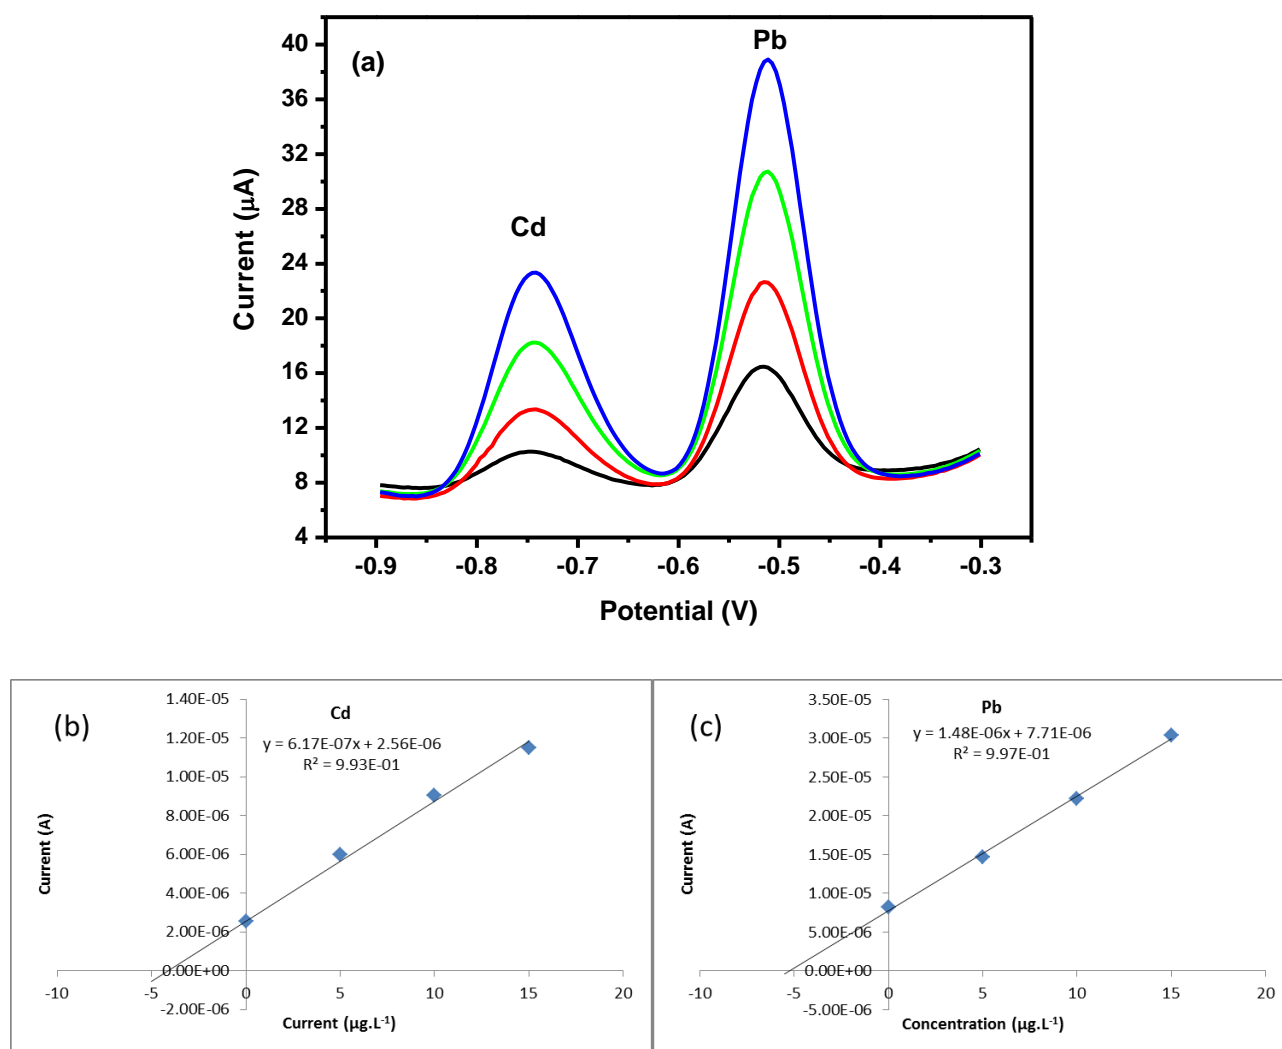 (a)
Pb
Cd
40
36
32
28
24
20
16
12
8
4
Current (μA)
-0.9 -0.8 -0.7 -0.6 -0.5 -0.4 -0.3
Potential (V)
(b)
Cd
y = 6.17E-07x + 2.56E-06
R² = 9.93E-01
1.40E-05
1.20E-05
1.00E-05
8.00E-06
6.00E-06
4.00E-06
2.00E-06
0.00E+00
-2.00E-06
Current (A)
-10 -5 0 5 10 15 20
Current (µg.L⁻¹)
(c)
Pb
y = 1.48E-06x + 7.71E-06
R² = 9.97E-01
3.50E-05
3.00E-05
2.50E-05
2.00E-05
1.50E-05
1.00E-05
5.00E-06
0.00E+00
-5.00E-06
Current (A)
-10 -5 0 5 10 15 20
Concentration (µg.L⁻¹)